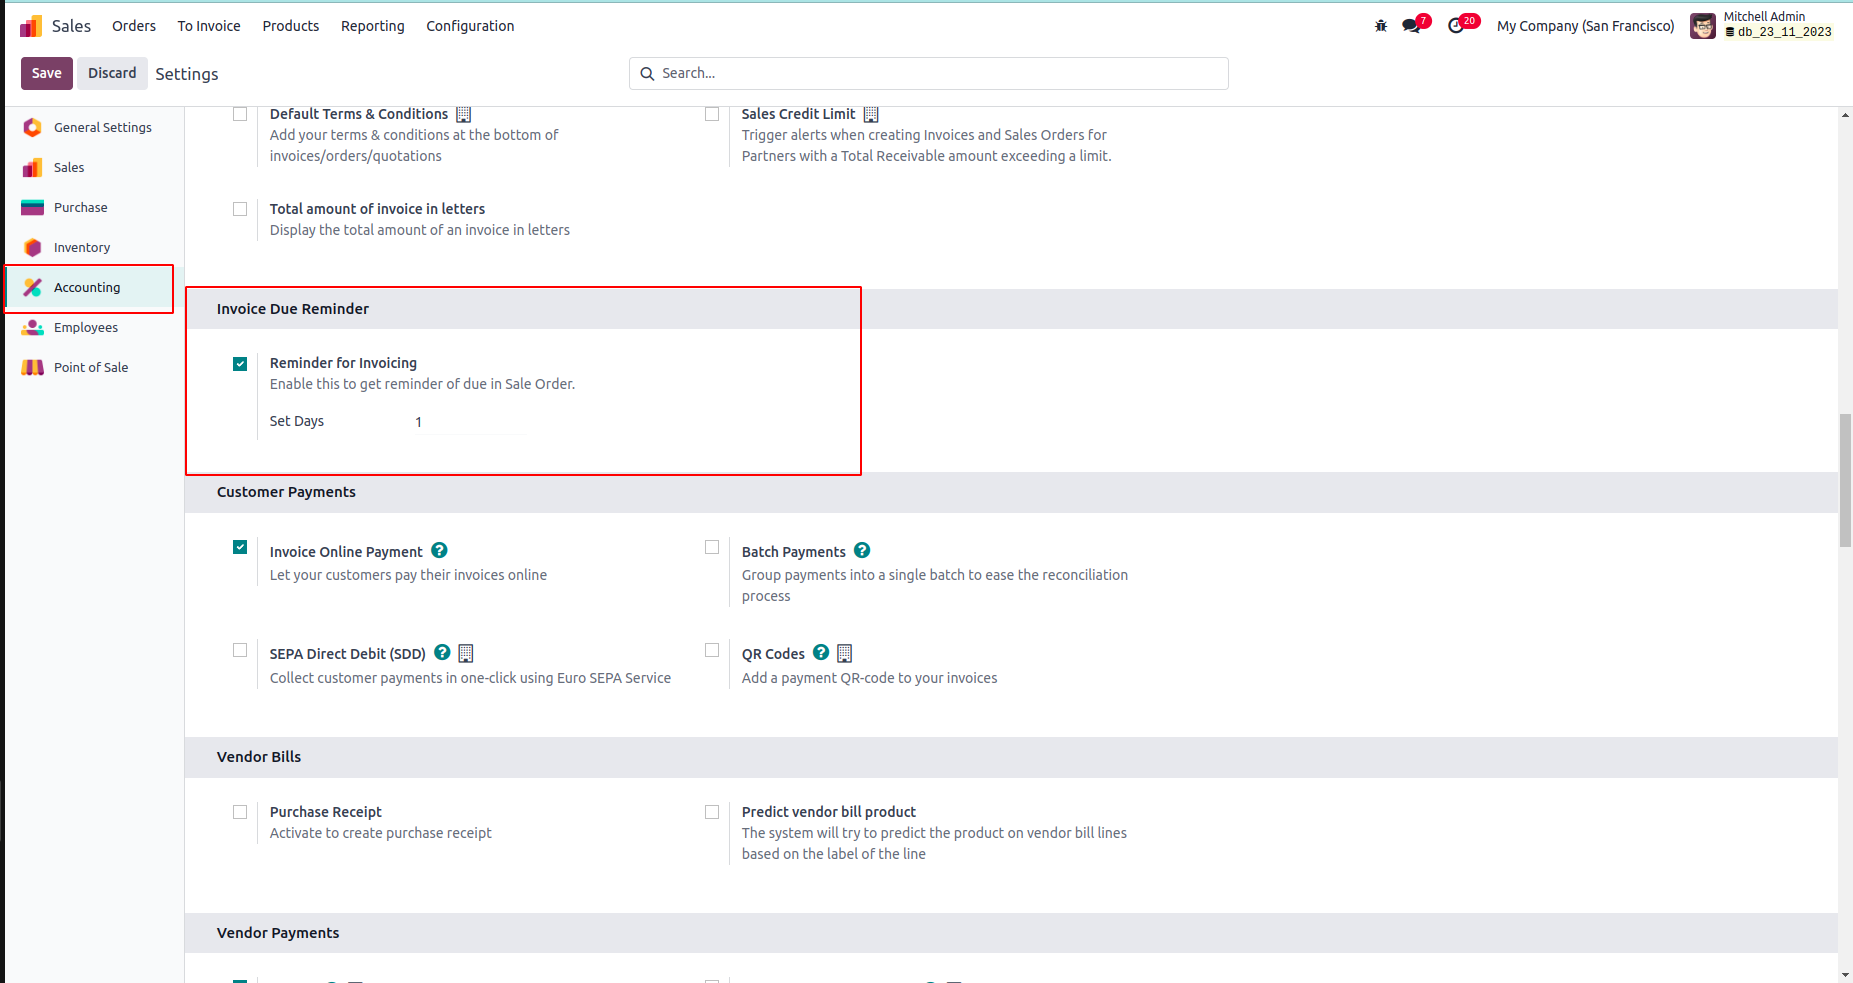 Sales Orders To Invoice Products Reporting Configuration 7 20 My Company (San Francisco) Mitchell Admin
db_23_11_2023
Save Discard Settings Search...
General Settings
Sales
Purchase
Inventory
Accounting
Employees
Point of Sale
Default Terms & Conditions
Add your terms & conditions at the bottom of
invoices/orders/quotations
Sales Credit Limit
Trigger alerts when creating Invoices and Sales Orders for
Partners with a Total Receivable amount exceeding a limit.
Total amount of invoice in letters
Display the total amount of an invoice in letters
Invoice Due Reminder
Reminder for Invoicing
Enable this to get reminder of due in Sale Order.
Set Days 1
Customer Payments
Invoice Online Payment ?
Let your customers pay their invoices online
Batch Payments ?
Group payments into a single batch to ease the reconciliation
process
SEPA Direct Debit (SDD) ?
Collect customer payments in one-click using Euro SEPA Service
QR Codes ?
Add a payment QR-code to your invoices
Vendor Bills
Purchase Receipt
Activate to create purchase receipt
Predict vendor bill product
The system will try to predict the product on vendor bill lines
based on the label of the line
Vendor Payments